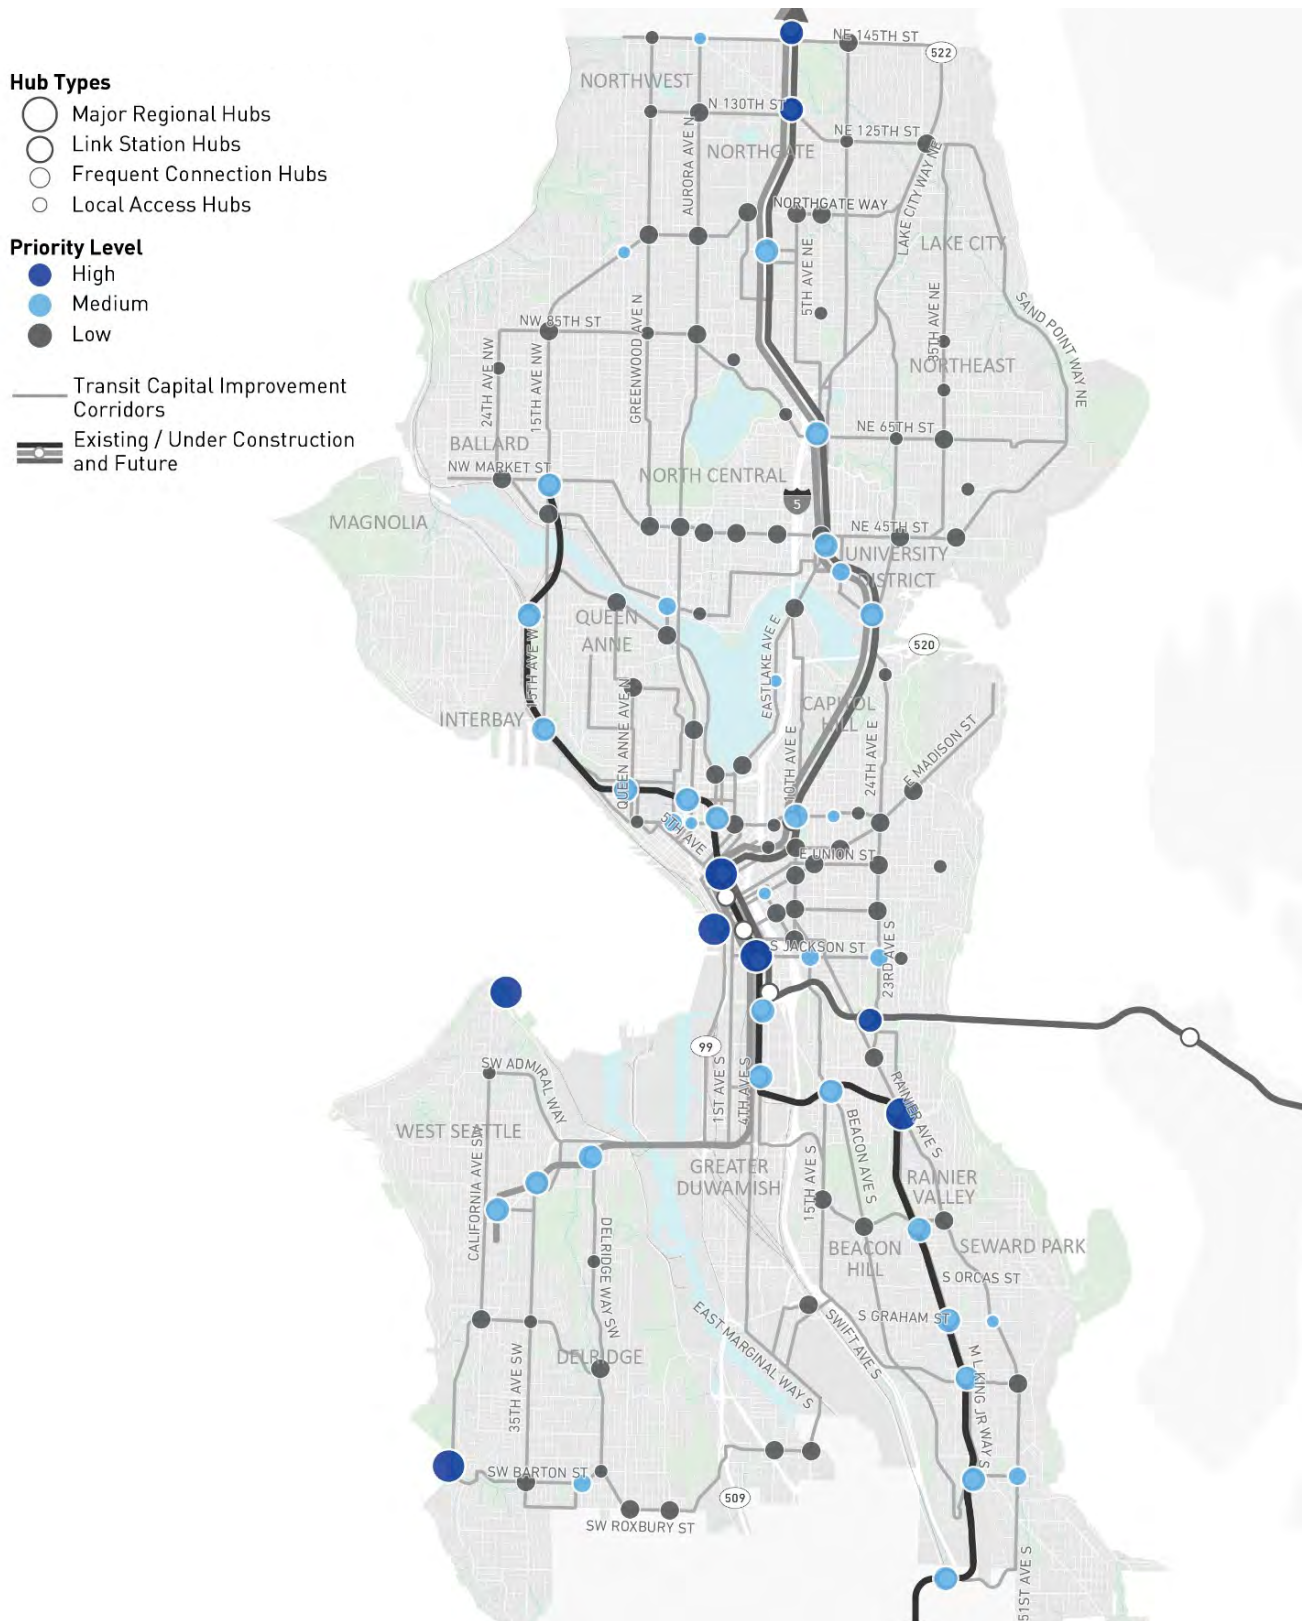 Hub Types
Major Regional Hubs
Link Station Hubs
Frequent Connection Hubs
Local Access Hubs
Priority Level
High
Medium
Low
Transit Capital Improvement
Corridors
Existing / Under Construction
and Future
NE 145TH ST
522
NORTHWEST
N 130TH ST
NE 125TH ST
NORTHGATE
AURORA AVE N
LAKE CITY WAY NE
NORTHGATE WAY
LAKE CITY
5TH AVE NE
SAND POINT WAY NE
NW 85TH ST
GREENWOOD AVE N
35TH AVE NE
NORTHEAST
24TH AVE NW
15TH AVE NW
BALLARD
NE 65TH ST
NW MARKET ST
NORTH CENTRAL
5
MAGNOLIA
NE 45TH ST
UNIVERSITY
DISTRICT
QUEEN
ANNE
520
15TH AVE W
EASTLAKE AVE E
CAPITOL
HILL
INTERBAY
QUEEN ANNE AVE N
10TH AVE E
24TH AVE E
E MADISON ST
5TH AVE
E UNION ST
S JACKSON ST
23RD AVE S
99
SW ADMIRAL WAY
1ST AVE S
4TH AVE S
RAINIER AVE S
WEST SEATTLE
CALIFORNIA AVE SW
BEACON AVE S
GREATER
DUWAMISH
15TH AVE S
RAINIER
VALLEY
DELRIDGE WAY SW
BEACON
HILL
SEWARD PARK
S ORCAS ST
S GRAHAM ST
EAST MARGINAL WAY S
SWIFT AVE S
DELRIDGE
35TH AVE SW
M L KING JR WAY S
SW BARTON ST
509
SW ROXBURY ST
51ST AVE S